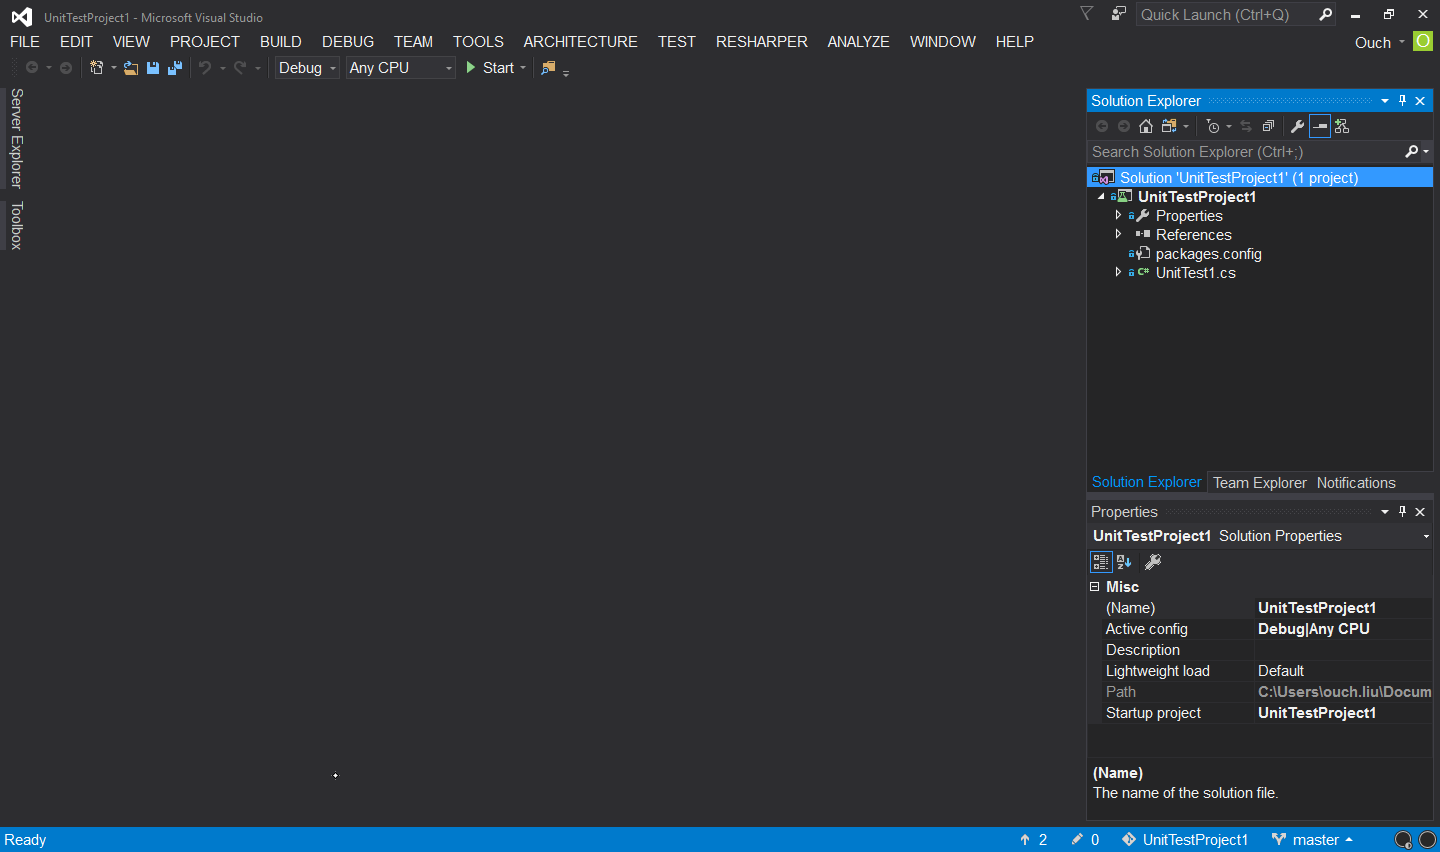 UnitTestProject1 - Microsoft Visual Studio
Quick Launch (Ctrl+Q)
FILE EDIT VIEW PROJECT BUILD DEBUG TEAM TOOLS ARCHITECTURE TEST RESHARPER ANALYZE WINDOW HELP
Ouch O
Debug Any CPU Start
Server Explorer
Toolbox
Solution Explorer
Search Solution Explorer (Ctrl+;)
Solution 'UnitTestProject1' (1 project)
UnitTestProject1
Properties
References
packages.config
C# UnitTest1.cs
Solution Explorer Team Explorer Notifications
Properties
UnitTestProject1 Solution Properties
Misc
(Name) UnitTestProject1
Active config Debug|Any CPU
Description
Lightweight load Default
Path C:\Users\ouch.liu\Docum
Startup project UnitTestProject1
(Name)
The name of the solution file.
Ready 2 0 UnitTestProject1 master